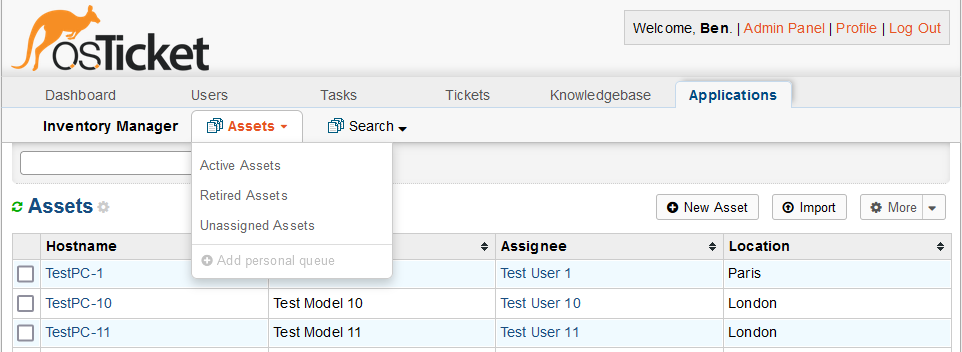 osTicket
Welcome, Ben. | Admin Panel | Profile | Log Out
Dashboard Users Tasks Tickets Knowledgebase Applications
Inventory Manager Assets Search
Active Assets
Retired Assets
Unassigned Assets
Add personal queue
Assets New Asset Import More
Hostname Assignee Location
TestPC-1 Test User 1 Paris
TestPC-10 Test Model 10 Test User 10 London
TestPC-11 Test Model 11 Test User 11 London